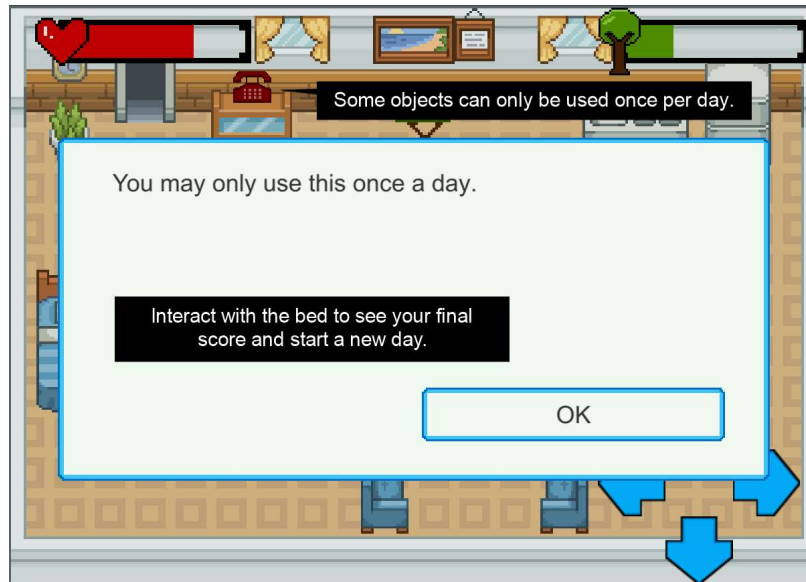 Some objects can only be used once per day.
You may only use this once a day.
Interact with the bed to see your final
score and start a new day.
OK